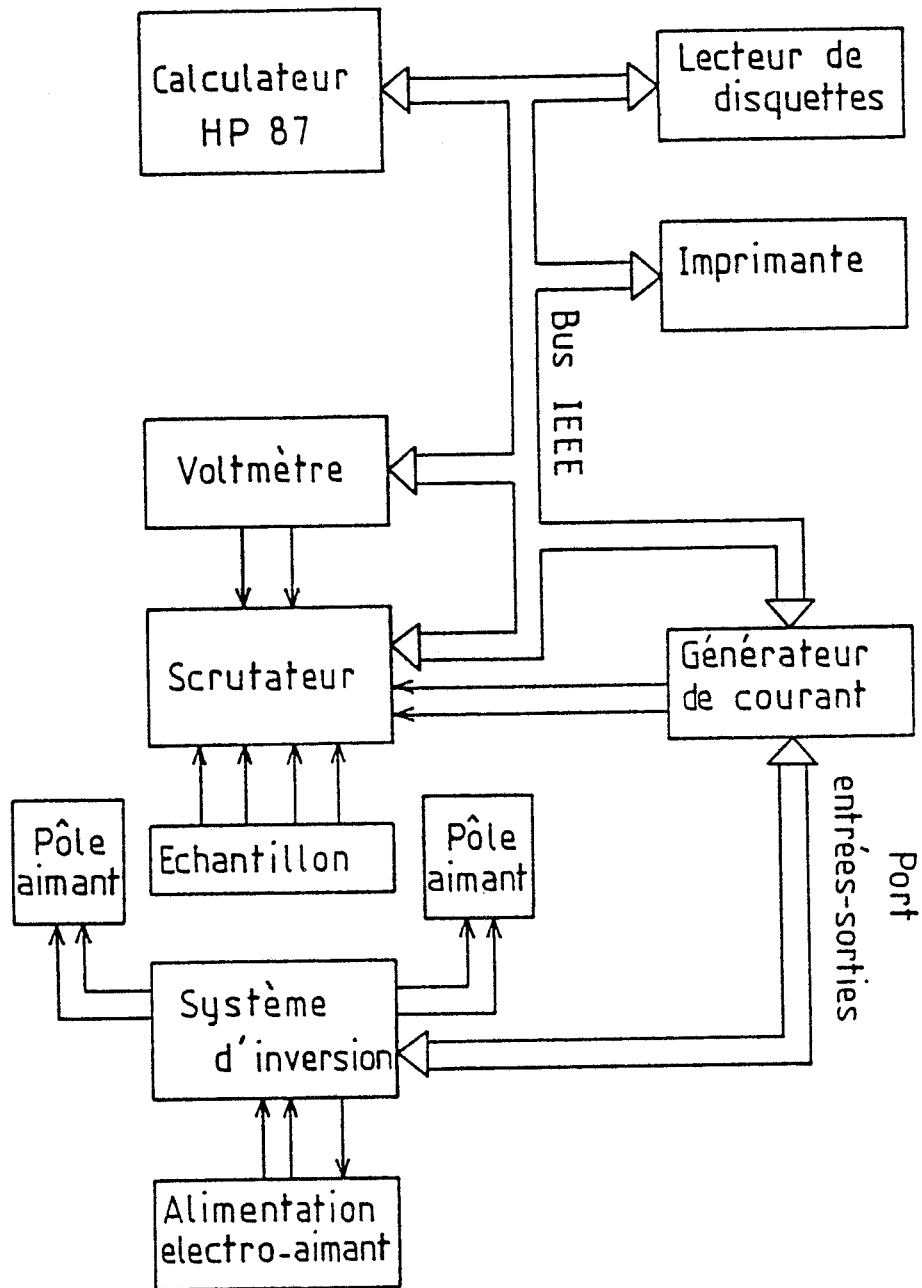 Calculateur
HP 87
Lecteur de
disquettes
Imprimante
Bus IEEE
Voltmètre
Scrutateur
Générateur
de courant
Echantillon
Pôle
aimant
Pôle
aimant
Port
entrées-sorties
Système
d'inversion
Alimentation
electro-aimant